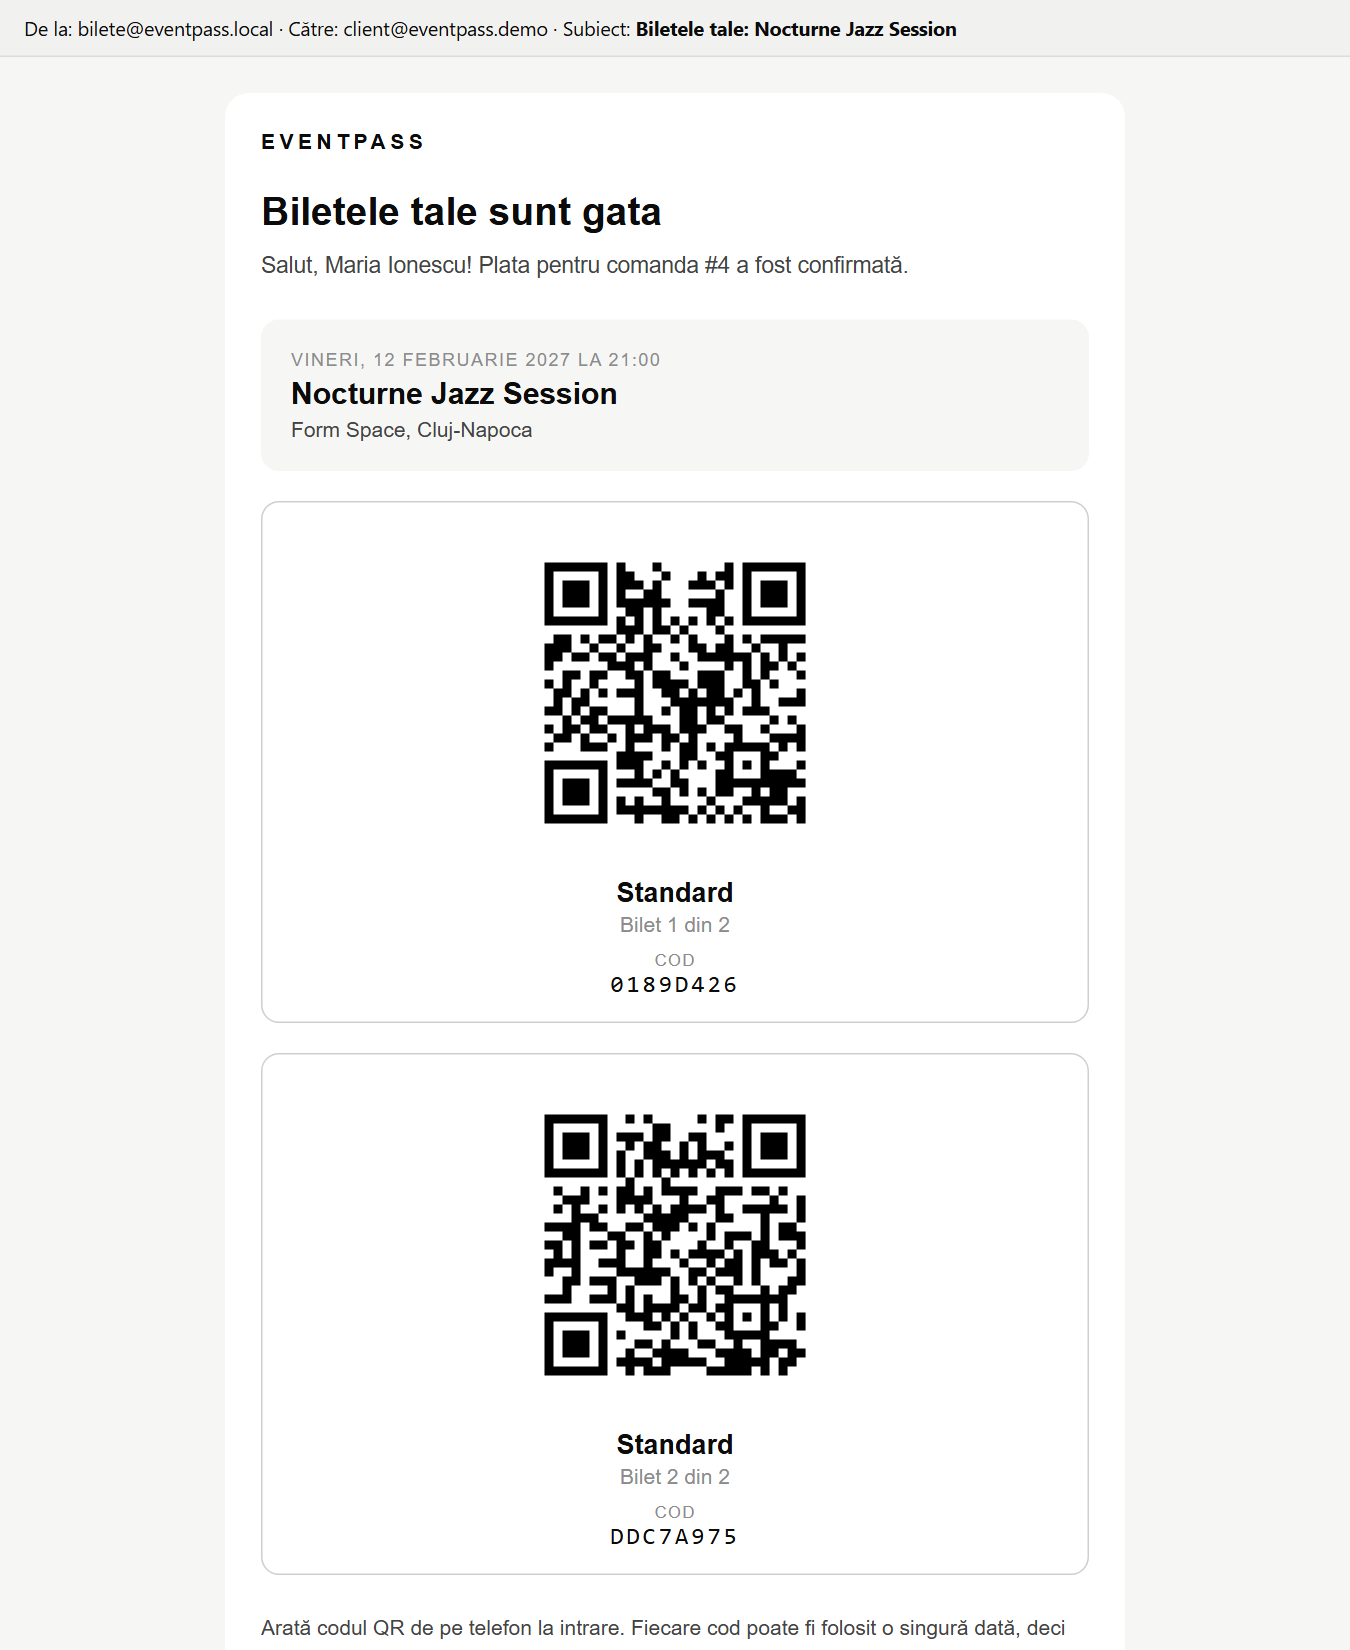 De la: bilete@eventpass.local · Către: client@eventpass.demo · Subiect: Biletele tale: Nocturne Jazz Session
EVENTPASS
Biletele tale sunt gata
Salut, Maria Ionescu! Plata pentru comanda #4 a fost confirmată.
VINERI, 12 FEBRUARIE 2027 LA 21:00
Nocturne Jazz Session
Form Space, Cluj-Napoca
Standard
Bilet 1 din 2
COD
0189D426
Standard
Bilet 2 din 2
COD
DDC7A975
Arată codul QR de pe telefon la intrare. Fiecare cod poate fi folosit o singură dată, deci